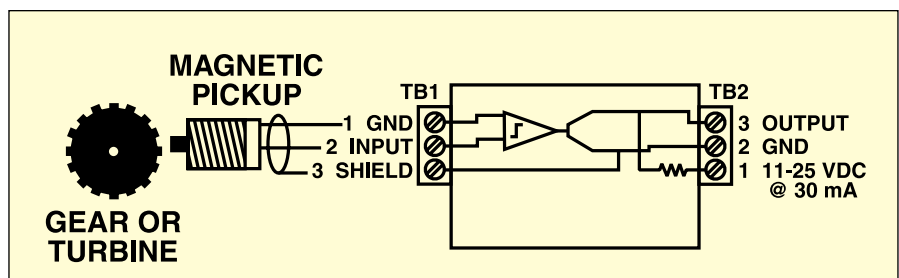 MAGNETIC
PICKUP
TB1
TB2
1 GND
3 OUTPUT
2 INPUT
2 GND
3 SHIELD
1 11-25 VDC
@ 30 mA
GEAR OR
TURBINE